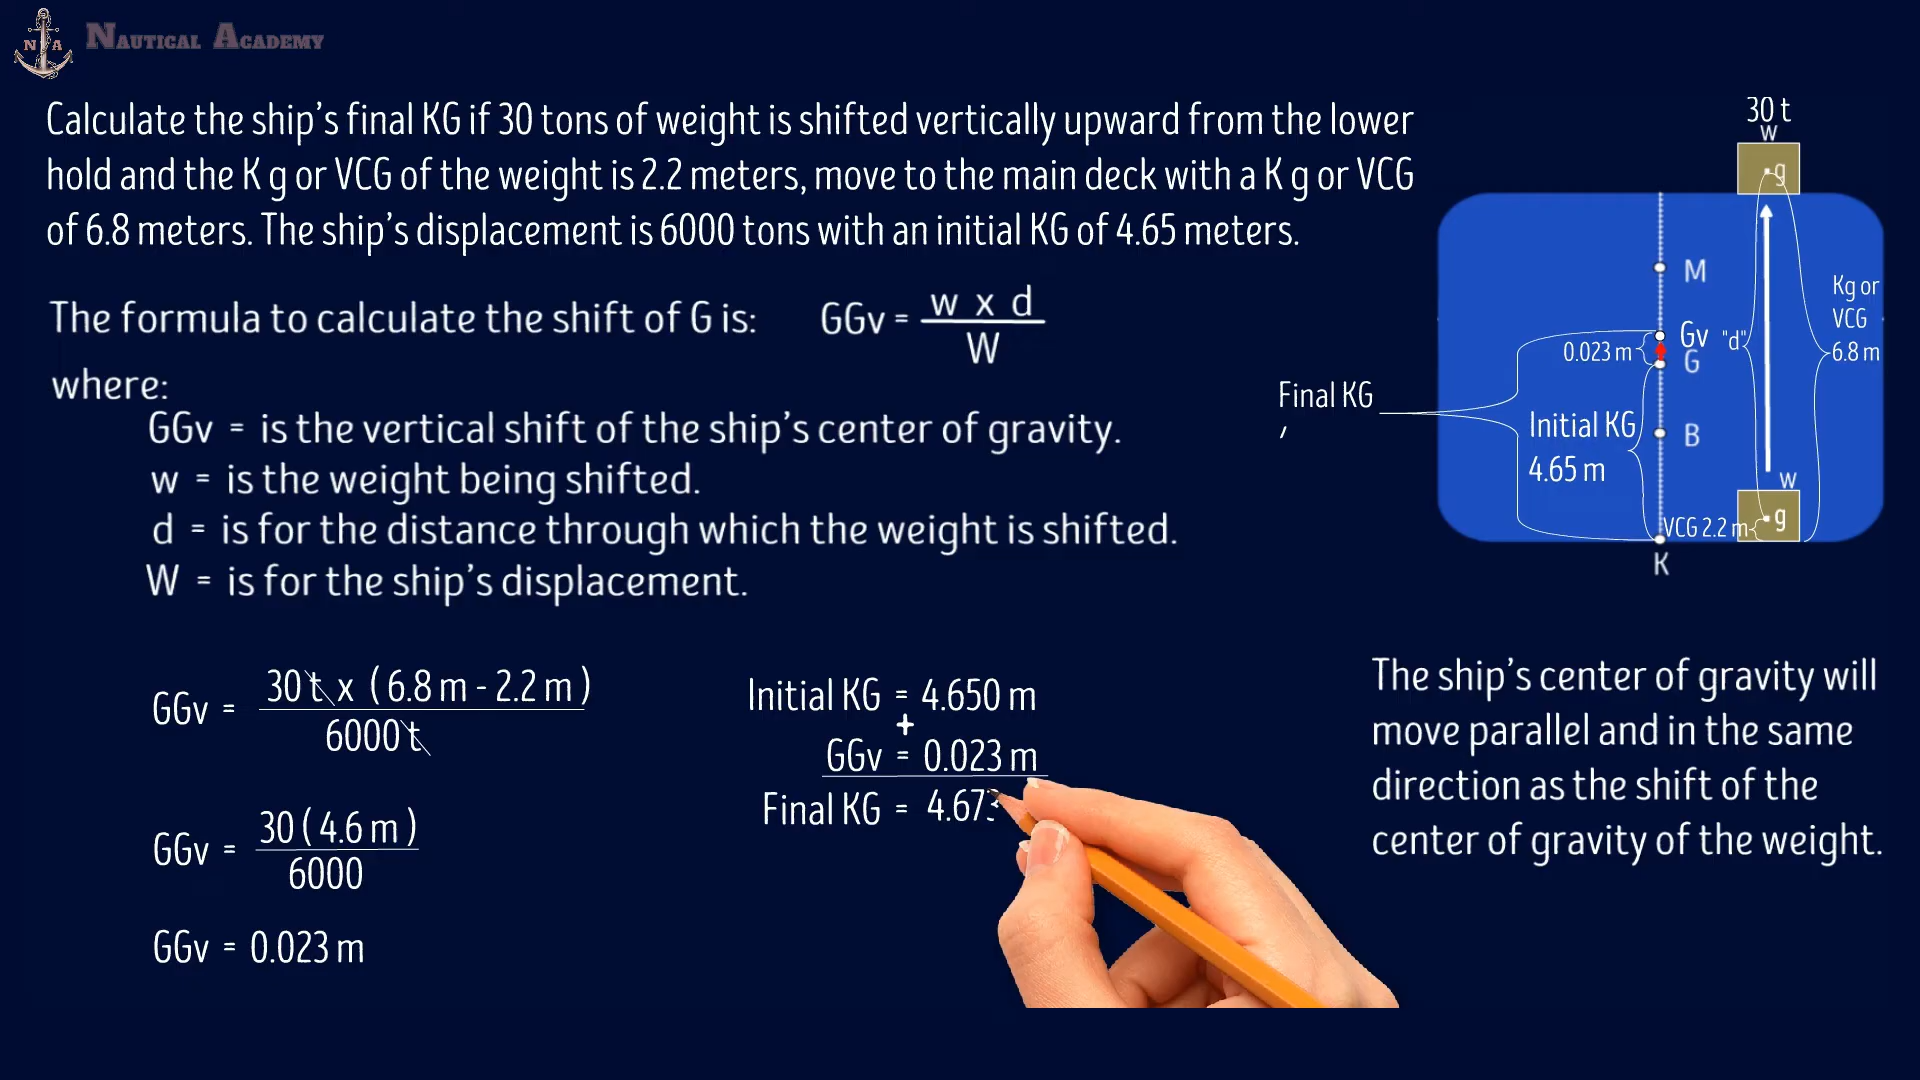 N A
NAUTICAL ACADEMY
Calculate the ship's final KG if 30 tons of weight is shifted vertically upward from the lower
hold and the K g or VCG of the weight is 2.2 meters, move to the main deck with a K g or VCG
of 6.8 meters. The ship's displacement is 6000 tons with an initial KG of 4.65 meters.
The formula to calculate the shift of G is: GGv = w x d / W
where:
GGv = is the vertical shift of the ship's center of gravity.
w = is the weight being shifted.
d = is for the distance through which the weight is shifted.
W = is for the ship's displacement.
GGv = 30 t x ( 6.8 m - 2.2 m ) / 6000 t
GGv = 30 ( 4.6 m ) / 6000
GGv = 0.023 m
Initial KG = 4.650 m
+
GGv = 0.023 m
Final KG = 4.673
30 t
w
g
M
Kg or
VCG
6.8 m
Gv "d"
0.023 m
G
Final KG
Initial KG
4.65 m
B
w
g
VCG 2.2 m
K
The ship's center of gravity will
move parallel and in the same
direction as the shift of the
center of gravity of the weight.